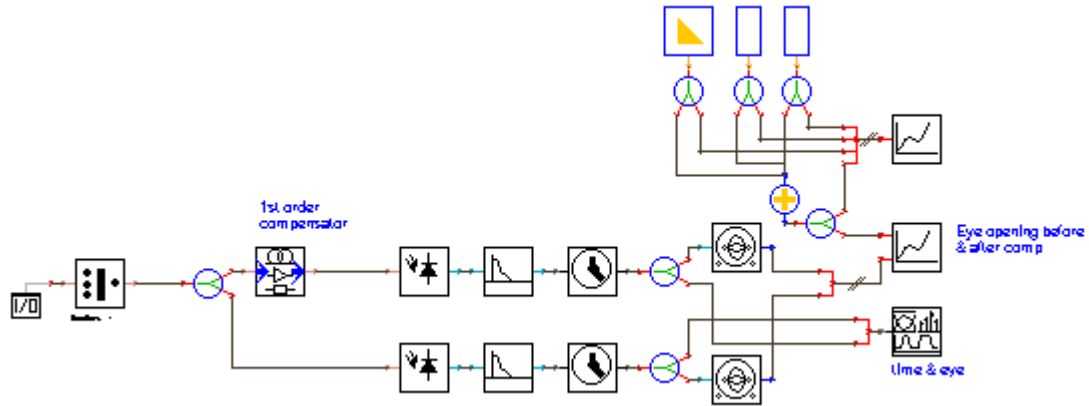 1st order
compensator
Eye opening before
& after comp
I/O
time & eye